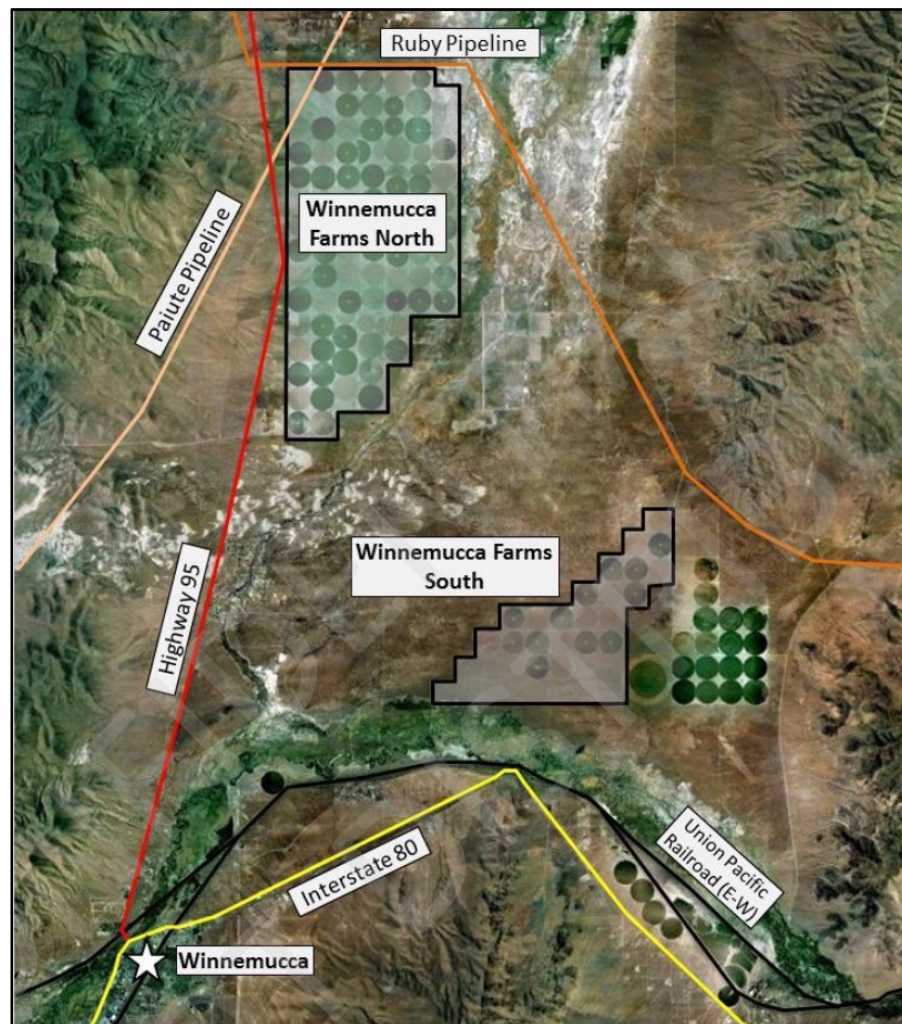 Ruby Pipeline
Winnemucca
Farms North
Paiute Pipeline
Winnemucca Farms
South
Highway 95
Union Pacific
Railroad (E-W)
Interstate 80
Winnemucca